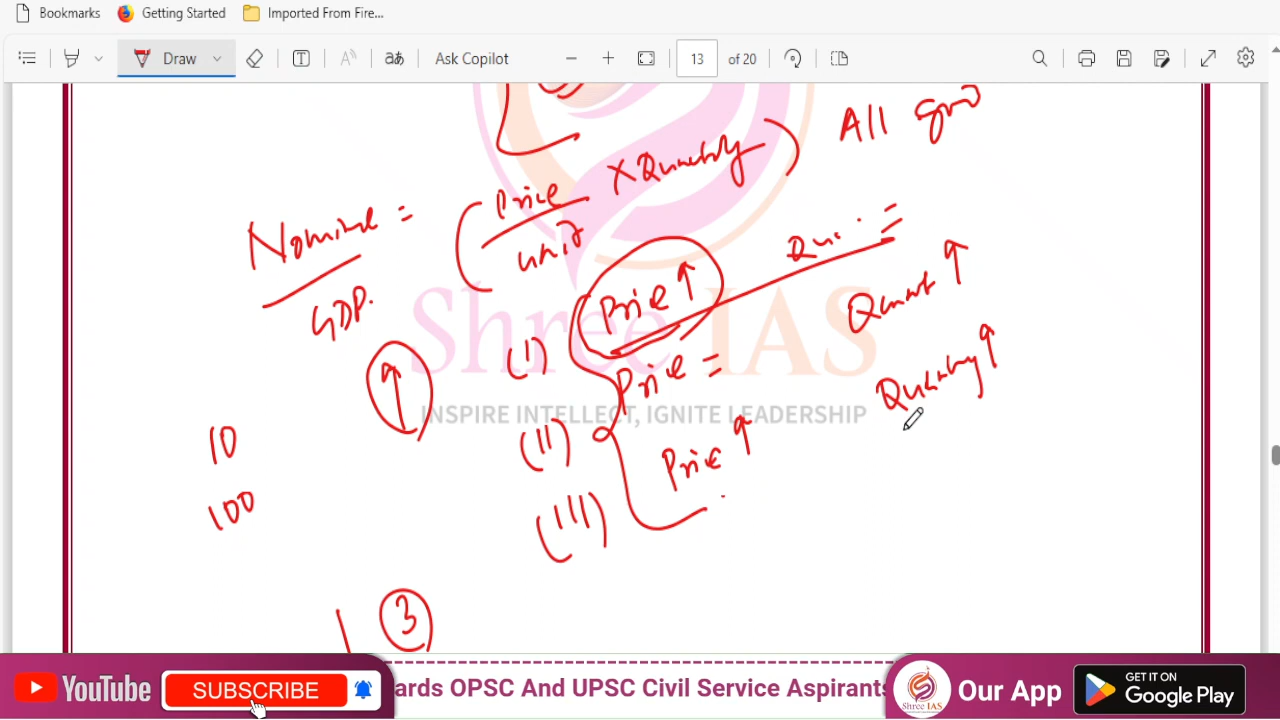 Bookmarks Getting Started Imported From Fire...
Draw Ask Copilot 13 of 20
All
Nominal = (Price × Quantity)
unit
GDP.
Price ↑ Qu.. =
(I)
Price = Quant ↑
(II)
Price ↑ Quantity ↑
(III)
↑
10
100
3
Shree IAS
INSPIRE INTELLECT, IGNITE LEADERSHIP
YouTube SUBSCRIBE ards OPSC And UPSC Civil Service Aspirants Shree IAS Our App GET IT ON
Google Play